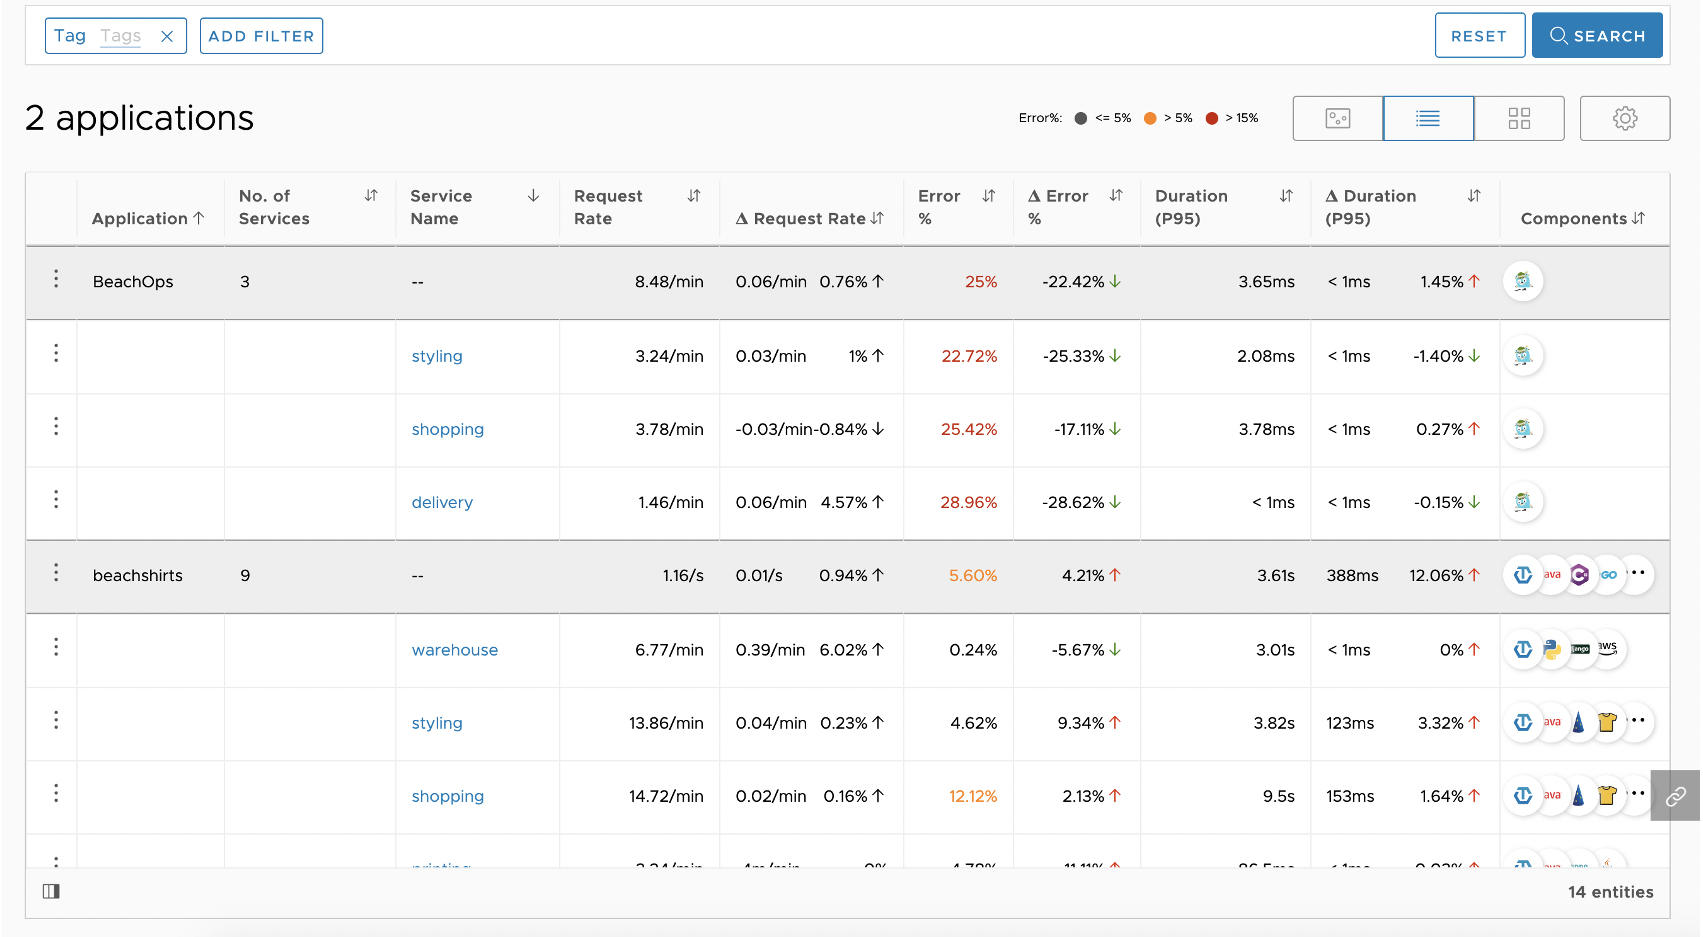 Tag Tags ADD FILTER RESET SEARCH
2 applications
Error%: <= 5% > 5% > 15%
Application No. of Services Service Name Request Rate Δ Request Rate Error % Δ Error % Duration (P95) Δ Duration (P95) Components
BeachOps 3 -- 8.48/min 0.06/min 0.76% 25% -22.42% 3.65ms < 1ms 1.45%
styling 3.24/min 0.03/min 1% 22.72% -25.33% 2.08ms < 1ms -1.40%
shopping 3.78/min -0.03/min -0.84% 25.42% -17.11% 3.78ms < 1ms 0.27%
delivery 1.46/min 0.06/min 4.57% 28.96% -28.62% < 1ms < 1ms -0.15%
beachshirts 9 -- 1.16/s 0.01/s 0.94% 5.60% 4.21% 3.61s 388ms 12.06% ava C GO
warehouse 6.77/min 0.39/min 6.02% 0.24% -5.67% 3.01s < 1ms 0% jango aws
styling 13.86/min 0.04/min 0.23% 4.62% 9.34% 3.82s 123ms 3.32% ava
shopping 14.72/min 0.02/min 0.16% 12.12% 2.13% 9.5s 153ms 1.64% ava
14 entities